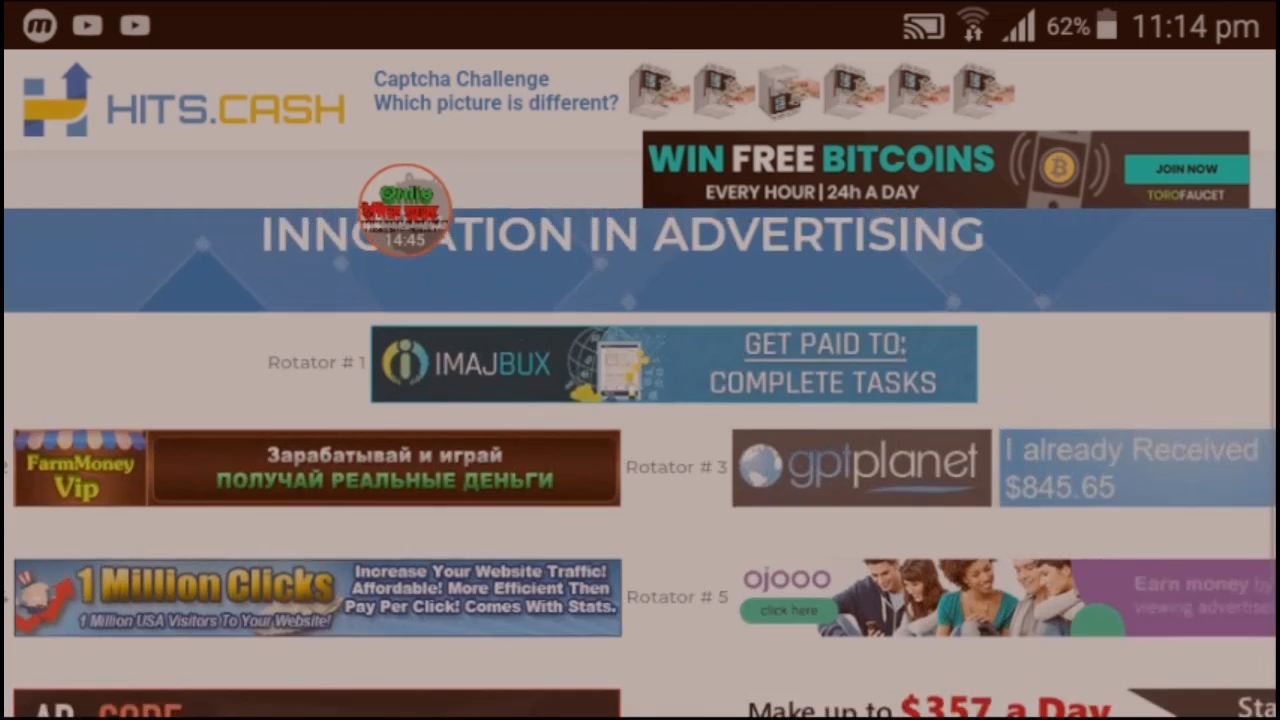 62% 11:14 pm
HITS.CASH
Captcha Challenge
Which picture is different?
WIN FREE BITCOINS
EVERY HOUR | 24h A DAY
JOIN NOW
TOROFAUCET
14:45
IN ADVERTISING
Rotator # 1
IMAJBUX
GET PAID TO:
COMPLETE TASKS
FarmMoney
Vip
Зарабатывай и играй
ПОЛУЧАЙ РЕАЛЬНЫЕ ДЕНЬГИ
Rotator # 3
gptplanet
I already Received
$845.65
1 Million Clicks
1 Million USA Visitors To Your Website!
Increase Your Website Traffic!
Affordable! More Efficient Then
Pay Per Click! Comes With Stats.
Rotator # 5
ojooo
click here
Earn money by
viewing advertise
Make up to $357 a Day